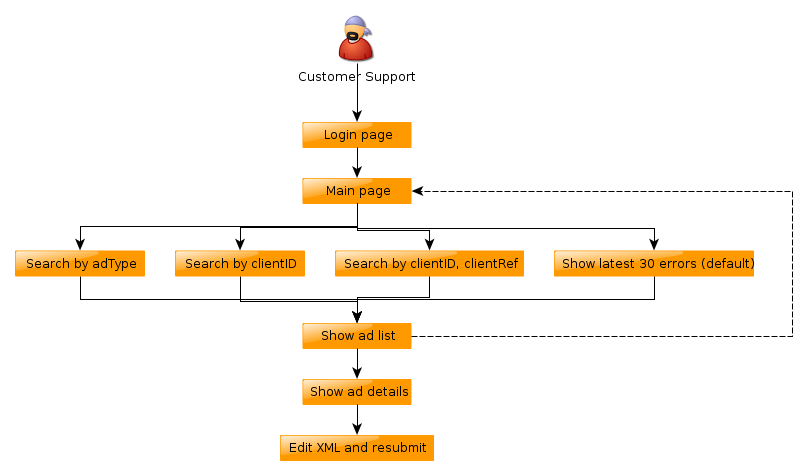 Customer Support
Login page
Main page
Search by adType
Search by clientID
Search by clientID, clientRef
Show latest 30 errors (default)
Show ad list
Show ad details
Edit XML and resubmit